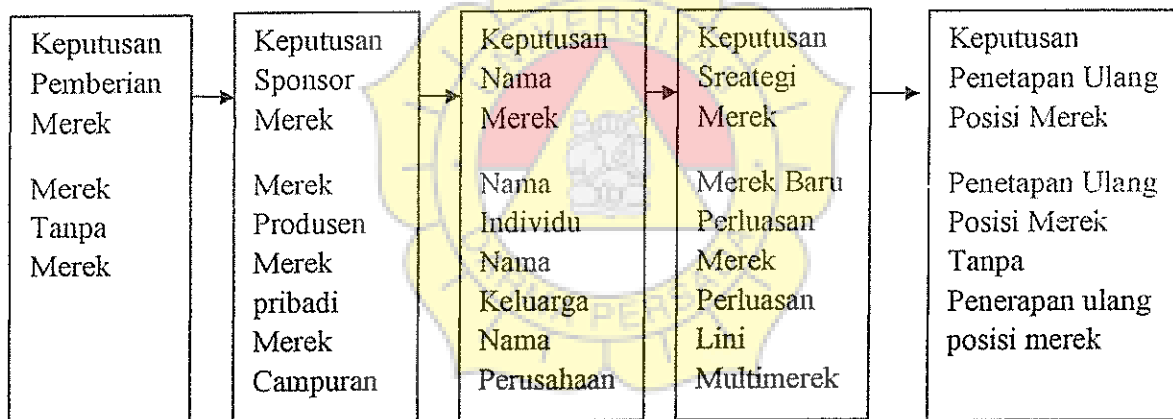 Keputusan
Pemberian
Merek
Merek
Tanpa
Merek
Keputusan
Sponsor
Merek
Merek
Produsen
Merek
pribadi
Merek
Campuran
Keputusan
Nama
Merek
Nama
Individu
Nama
Keluarga
Nama
Perusahaan
Keputusan
Sreategi
Merek
Merek Baru
Perluasan
Merek
Perluasan
Lini
Multimerek
Keputusan
Penetapan Ulang
Posisi Merek
Penetapan Ulang
Posisi Merek
Tanpa
Penerapan ulang
posisi merek